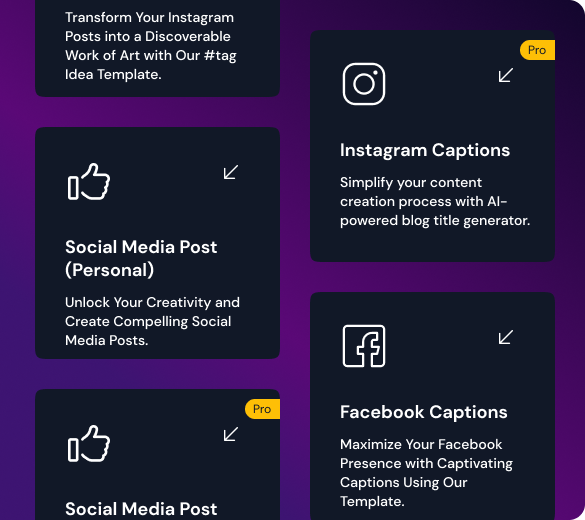 Transform Your Instagram
Posts into a Discoverable
Work of Art with Our #tag
Idea Template.
Social Media Post
(Personal)
Unlock Your Creativity and
Create Compelling Social
Media Posts.
Pro
Social Media Post
Pro
Instagram Captions
Simplify your content
creation process with AI-
powered blog title generator.
Facebook Captions
Maximize Your Facebook
Presence with Captivating
Captions Using Our
Template.